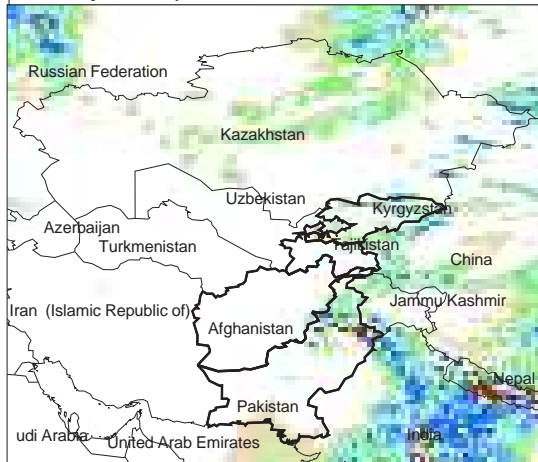 Russian Federation
Kazakhstan
Uzbekistan
Kyrgyzstan
Azerbaijan
Turkmenistan
Tajikistan
China
Iran (Islamic Republic of)
Jammu Kashmir
Afghanistan
Nepal
Pakistan
udi Arabia
United Arab Emirates
India